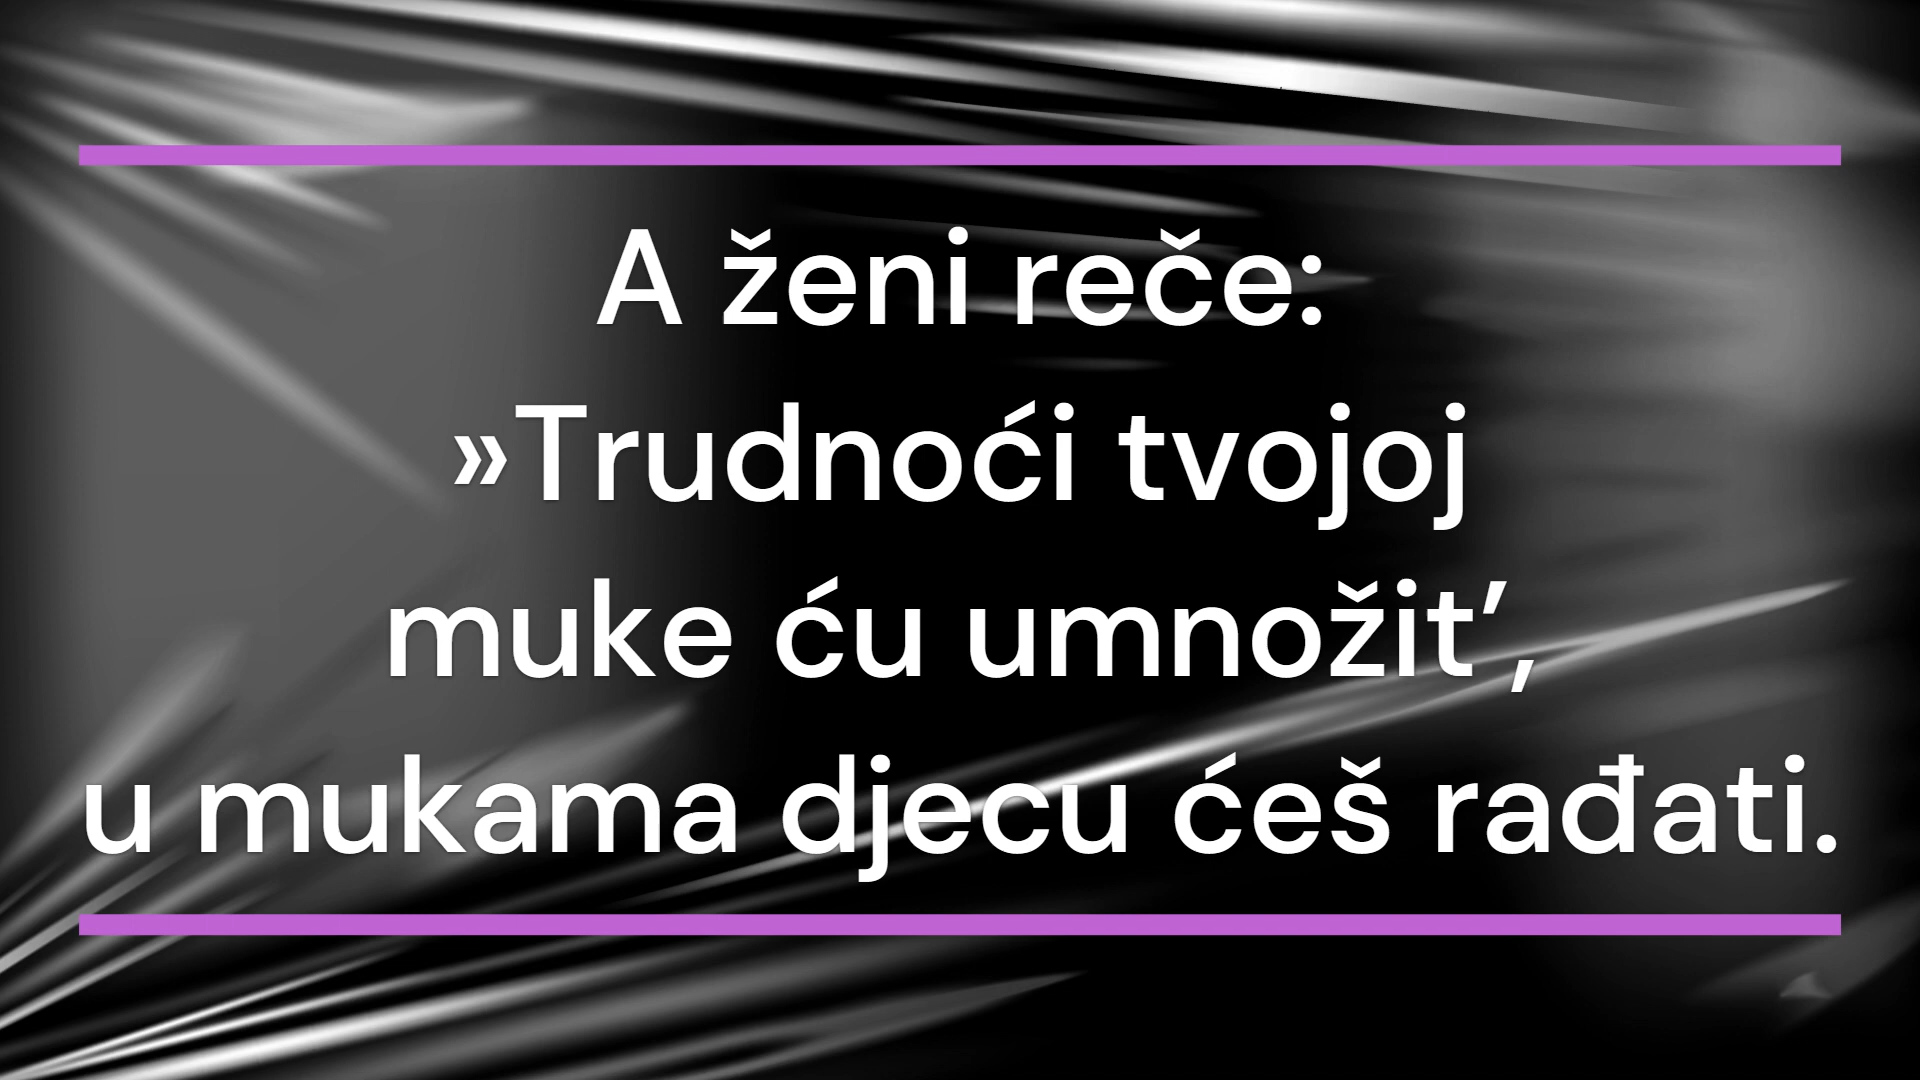 A ženi reče:
»Trudnoći tvojoj
muke ću umnožit’,
u mukama djecu ćeš rađati.